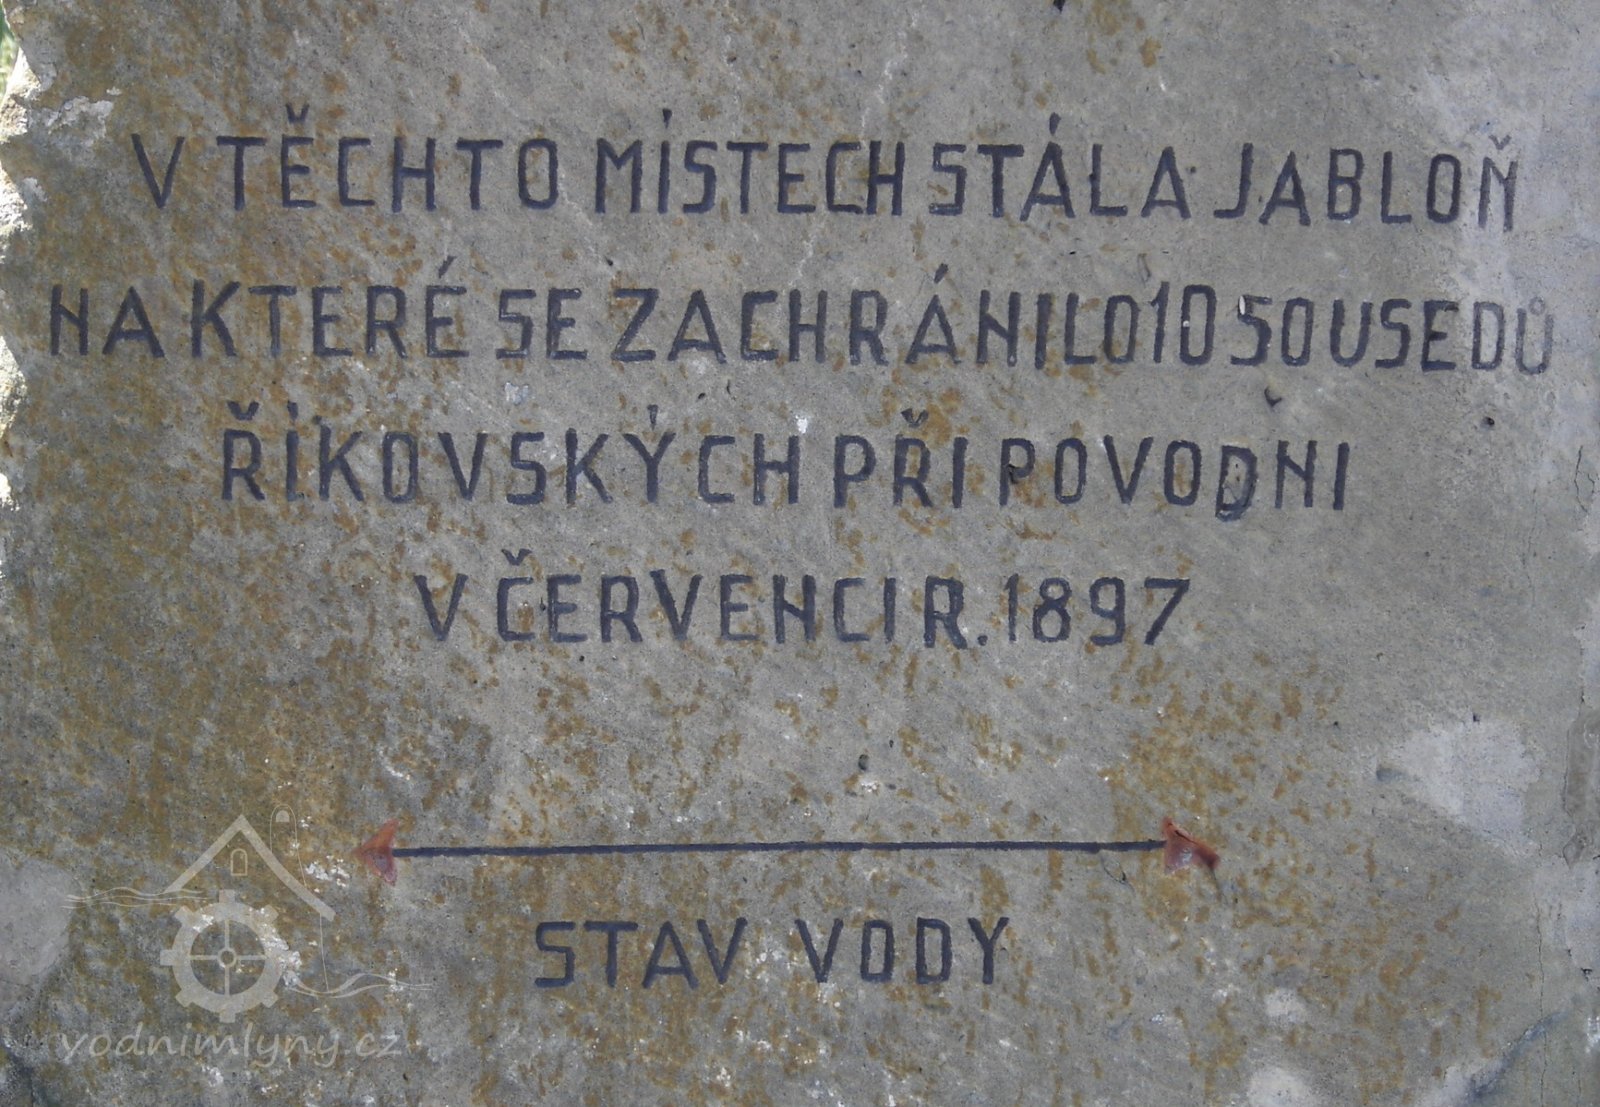 V TĚCHTO MÍSTECH STÁLA JABLOŇ
NA KTERÉ SE ZACHRÁNILO 10 SOUSEDŮ
ŘÍKOVSKÝCH PŘI POVODNI
V ČERVENCI R. 1897
STAV VODY
vodnimlyny.cz